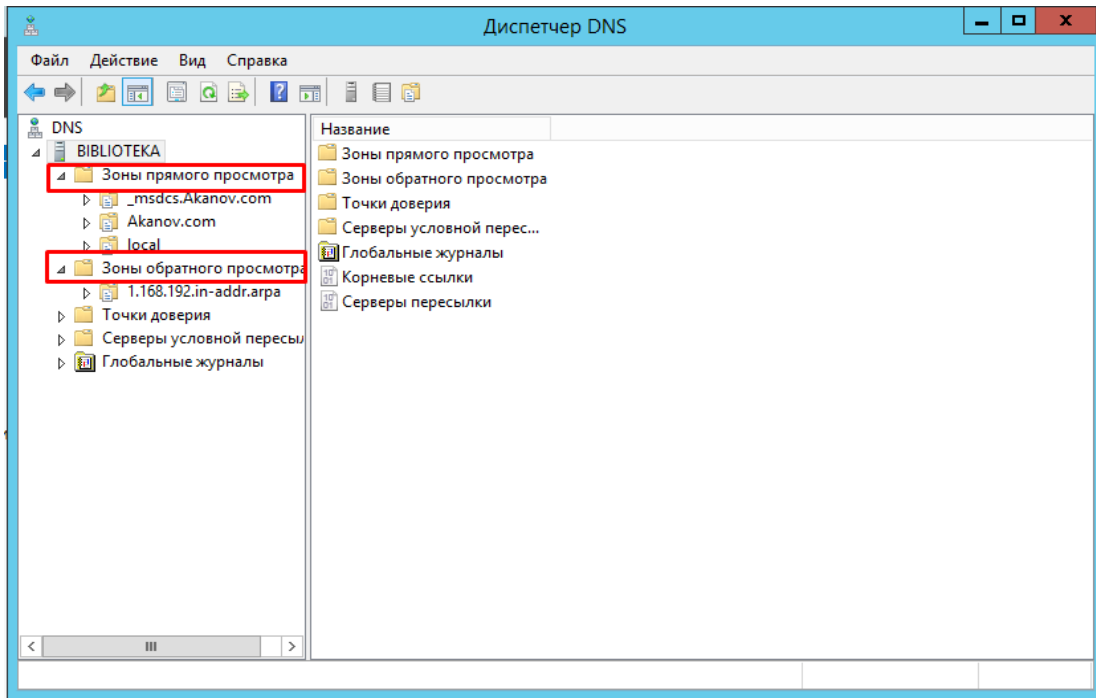 Диспетчер DNS
Файл Действие Вид Справка
DNS
BIBLIOTEKA
Зоны прямого просмотра
_msdcs.Akanov.com
Akanov.com
local
Зоны обратного просмотра
1.168.192.in-addr.arpa
Точки доверия
Серверы условной пересыл
Глобальные журналы
Название
Зоны прямого просмотра
Зоны обратного просмотра
Точки доверия
Серверы условной перес...
Глобальные журналы
Корневые ссылки
Серверы пересылки